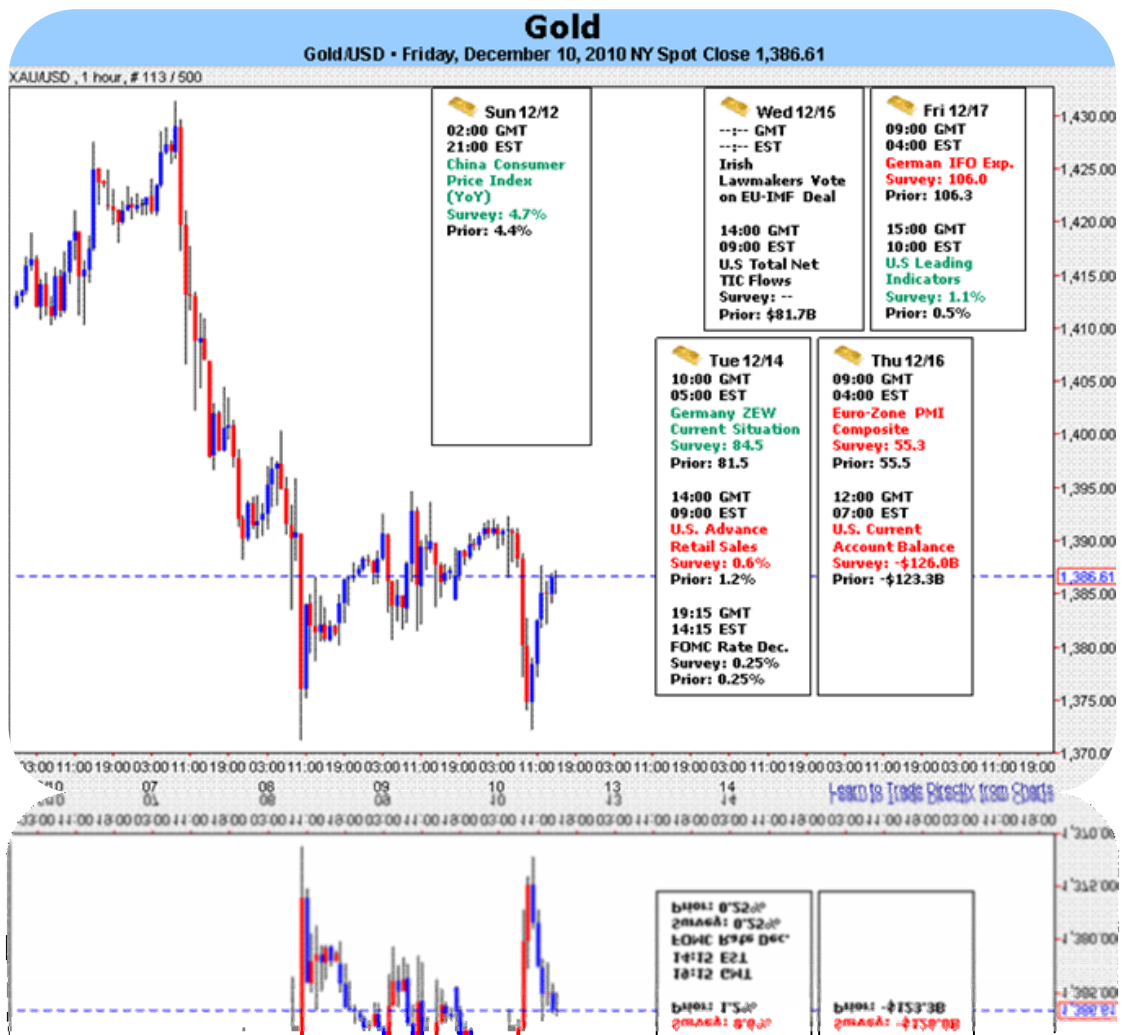 Gold
Gold/USD • Friday, December 10, 2010 NY Spot Close 1,386.61
XAU/USD , 1 hour, # 113 / 500
Sun 12/12
02:00 GMT
21:00 EST
China Consumer
Price Index
(YoY)
Survey: 4.7%
Prior: 4.4%
Wed 12/15
--:-- GMT
--:-- EST
Irish
Lawmakers Vote
on EU-IMF Deal
14:00 GMT
09:00 EST
U.S Total Net
TIC Flows
Survey: --
Prior: $81.7B
Fri 12/17
09:00 GMT
04:00 EST
German IFO Exp.
Survey: 106.0
Prior: 106.3
15:00 GMT
10:00 EST
U.S Leading
Indicators
Survey: 1.1%
Prior: 0.5%
Tue 12/14
10:00 GMT
05:00 EST
Germany ZEW
Current Situation
Survey: 84.5
Prior: 81.5
14:00 GMT
09:00 EST
U.S. Advance
Retail Sales
Survey: 0.6%
Prior: 1.2%
19:15 GMT
14:15 EST
FOMC Rate Dec.
Survey: 0.25%
Prior: 0.25%
Thu 12/16
09:00 GMT
04:00 EST
Euro-Zone PMI
Composite
Survey: 55.3
Prior: 55.5
12:00 GMT
07:00 EST
U.S. Current
Account Balance
Survey: -$126.0B
Prior: -$123.3B
1,430.00
1,425.00
1,420.00
1,415.00
1,410.00
1,405.00
1,400.00
1,395.00
1,390.00
1,386.61
1,385.00
1,380.00
1,375.00
1,370.00
03:00 11:00 19:00 03:00 11:00 19:00 03:00 11:00 19:00 03:00 11:00 19:00 03:00 11:00 19:00 03:00 11:00 19:00 03:00 11:00 19:00 03:00 11:00 19:00 03:00 11:00 19:00
07 08 09 10 13 14
Learn to Trade Directly from Charts